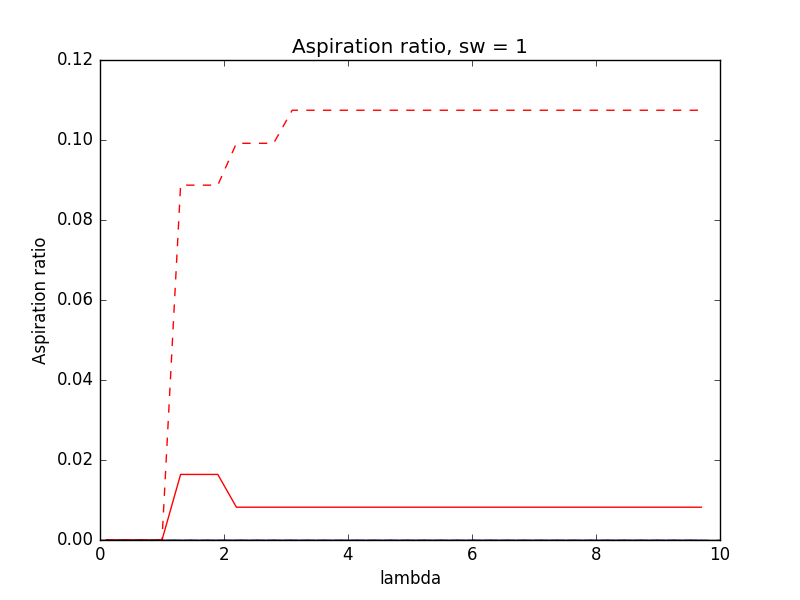 Aspiration ratio, sw = 1
0.12
0.10
0.08
0.06
0.04
0.02
0.00
Aspiration ratio
0 2 4 6 8 10
lambda